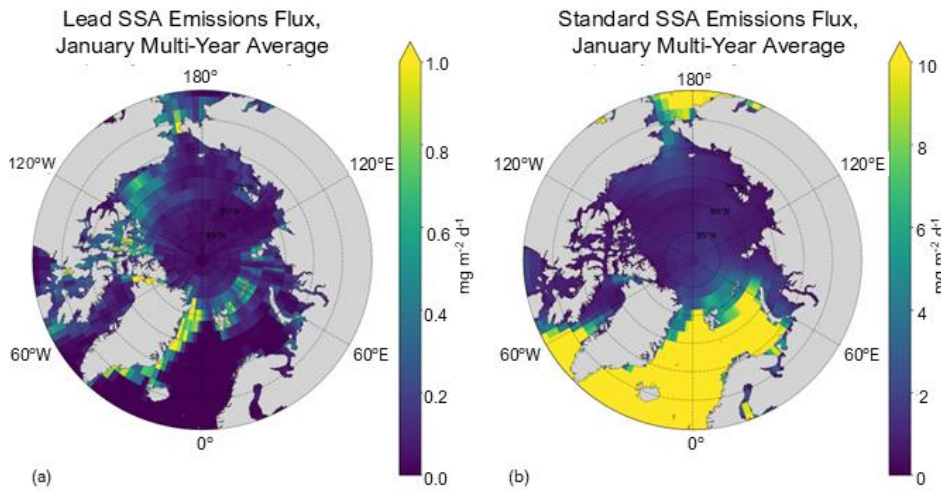 Lead SSA Emissions Flux,
January Multi-Year Average
180°
120°W
120°E
60°W
60°E
0°
1.0
0.8
0.6
0.4
0.2
0.0
mg m⁻² d⁻¹
(a)
Standard SSA Emissions Flux,
January Multi-Year Average
180°
120°W
120°E
60°W
60°E
0°
10
8
6
4
2
0
mg m⁻² d⁻¹
(b)